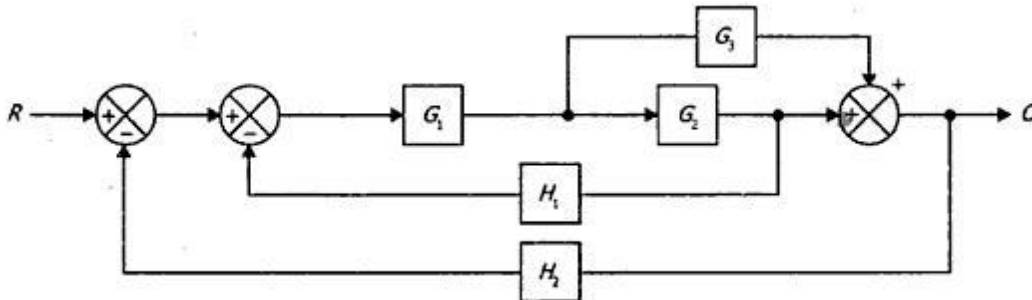 G₃
+
R + − + − G₁ G₂ + C
H₁
H₂